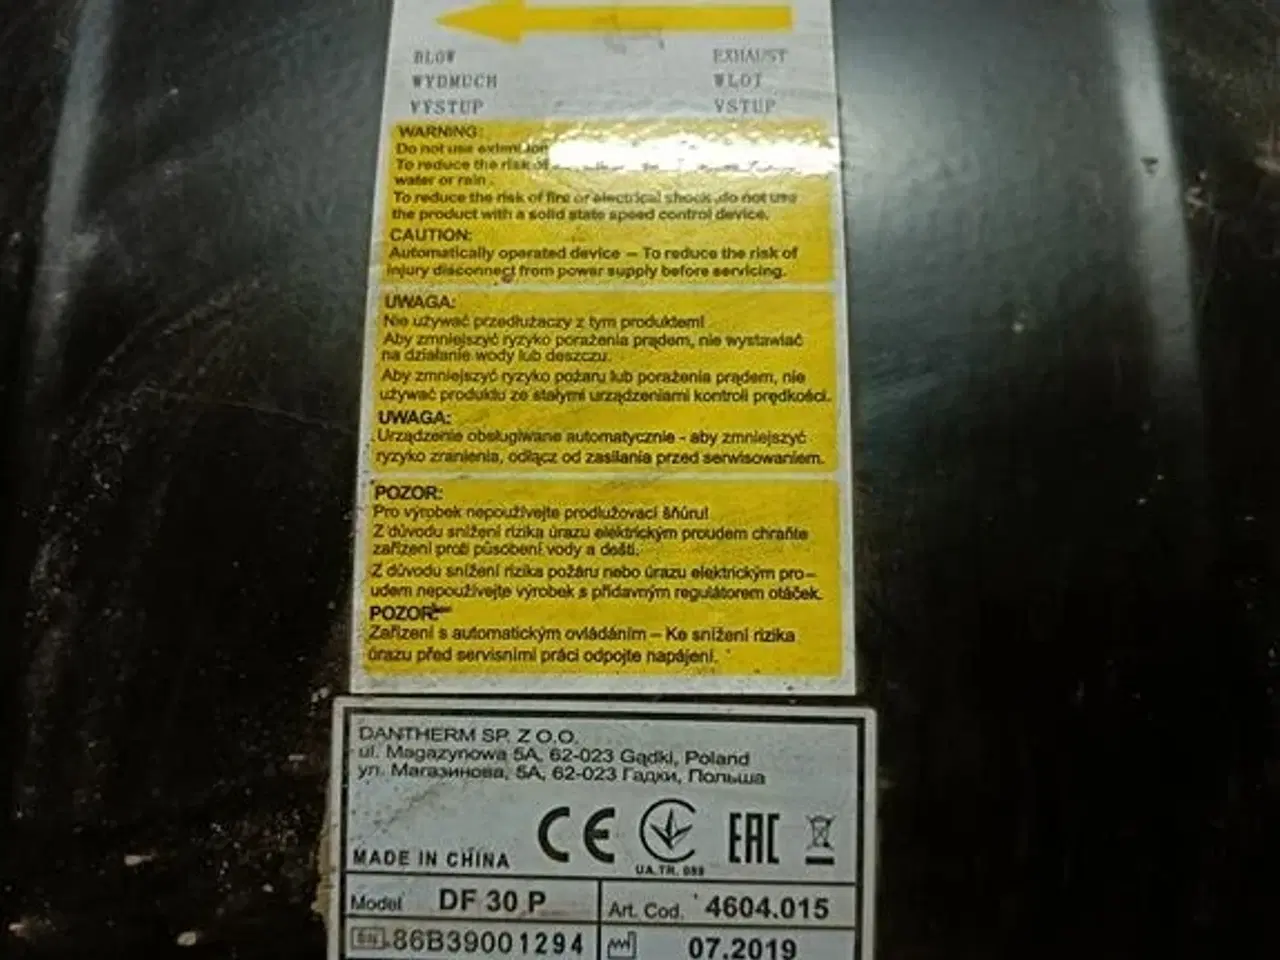 BLOW EXHAUST
WYDMUCH WLOT
VÝSTUP VSTUP
WARNING:
Do not use
To reduce the risk of
water or rain.
To reduce the risk of fire or electrical shock, do not use
the product with a solid state speed control device.
CAUTION:
Automatically operated device – To reduce the risk of
injury disconnect from power supply before servicing.
UWAGA:
Nie używać przedłużaczy z tym produktem!
Aby zmniejszyć ryzyko porażenia prądem, nie wystawiać
na działanie wody lub deszczu.
Aby zmniejszyć ryzyko pożaru lub porażenia prądem, nie
używać produktu ze stałymi urządzeniami kontroli prędkości.
UWAGA:
Urządzenie obsługiwane automatycznie - aby zmniejszyć
ryzyko zranienia, odłącz od zasilania przed serwisowaniem.
POZOR:
Pro výrobek nepoužívejte prodlužovací šňůru!
Z důvodu snížení rizika úrazu elektrickým proudem chraňte
zařízení proti působení vody a dešti.
Z důvodu snížení rizika požáru nebo úrazu elektrickým pro–
udem nepoužívejte výrobek s přídavným regulátorem otáček.
POZOR:
Zařízení s automatickým ovládáním – Ke snížení rizika
úrazu před servisními práci odpojte napájení.
DANTHERM SP. Z O.O.
ul. Magazynowa 5A, 62-023 Gądki, Poland
ул. Магазинова, 5A, 62-023 Гадки, Польша
MADE IN CHINA CE EAC
UA.TR. 089
Model DF 30 P Art. Cod. 4604.015
SN 86B39001294 07.2019